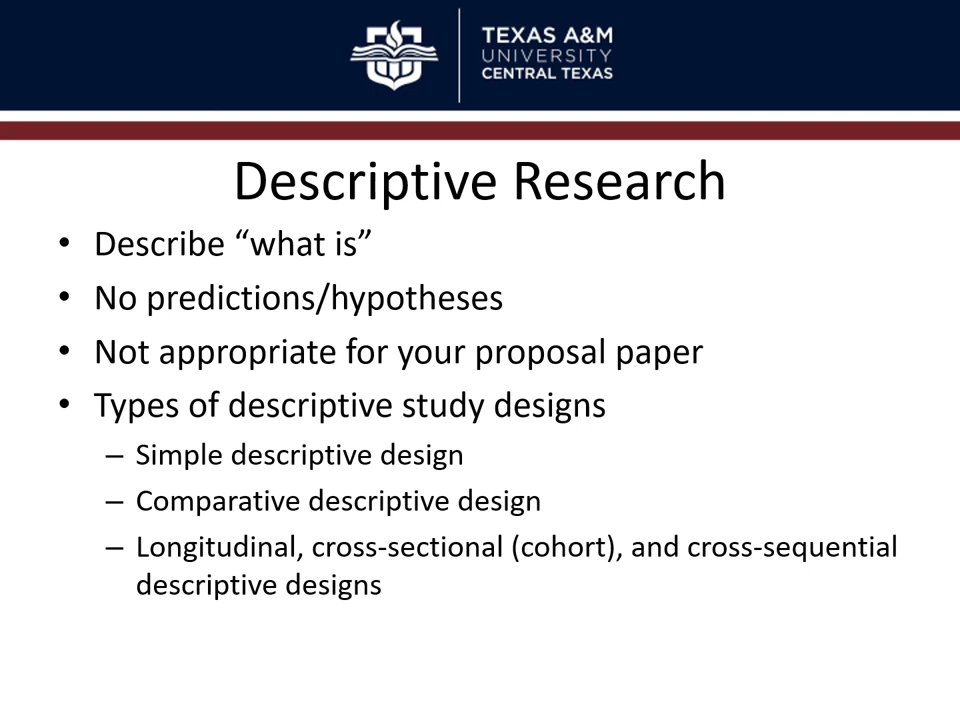 TEXAS A&M
UNIVERSITY
CENTRAL TEXAS
Descriptive Research
• Describe “what is”
• No predictions/hypotheses
• Not appropriate for your proposal paper
• Types of descriptive study designs
– Simple descriptive design
– Comparative descriptive design
– Longitudinal, cross-sectional (cohort), and cross-sequential
descriptive designs